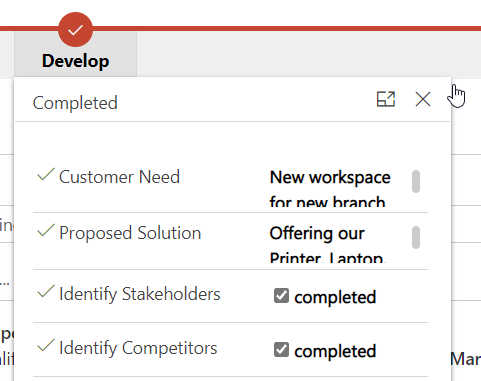 Develop
Completed
Customer Need
New workspace
for new branch
Proposed Solution
Offering our
Printer, Laptop,
Identify Stakeholders
completed
Identify Competitors
completed
Mar